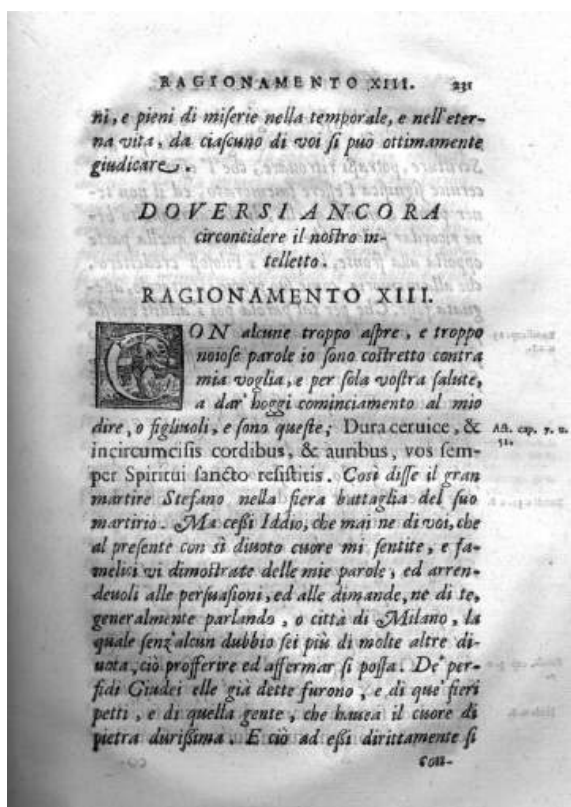 RAGIONAMENTO XIII. 231
ni, e pieni di miſerie nella temporale, e nell'eter-
na vita, da ciaſcuno di voi ſi puo ottimamente
giudicare.
DOVERSI ANCORA
circoncidere il noſtro in-
telletto.
RAGIONAMENTO XIII.
CON alcune troppo aſpre, e troppo
noioſe parole io ſono coſtretto contra
mia voglia, e per ſola voſtra ſalute,
a dar' hoggi cominciamento al mio
dire, o figliuoli, e ſono queſte; Dura ceruice, &
Act. cap. 7. u.
51.
incircumciſis cordibus, & auribus, vos ſem-
per Spiritui ſancto reſiſtitis. Così diſſe il gran
martire Stefano nella fiera battaglia del ſuo
martirio. Ma ceßi Iddio, che mai ne di voi, che
al preſente con sì diuoto cuore mi ſentite, e fa-
melici vi dimoſtrate delle mie parole, ed arren-
deuoli alle perſuaſioni, ed alle dimande, ne di te,
generalmente parlando, o città di Milano, la
quale ſenz'alcun dubbio ſei più di molte altre di-
uota, ciò profferire ed affermar ſi poſſa. De' per-
fidi Giudei elle già dette furono, e di que' fieri
petti, e di quella gente, che hauea il cuore di
pietra durißima. E ciò ad eßi dirittamente ſi
con-